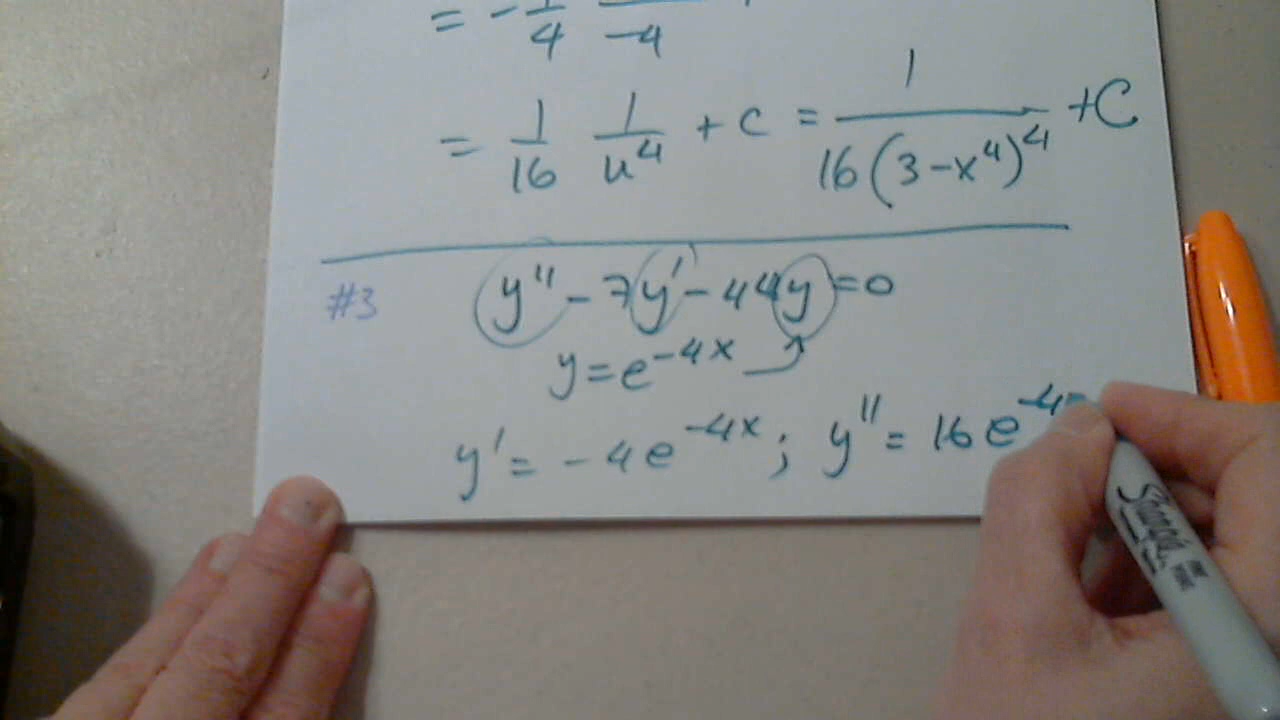 = - 1/4 /-4
= 1/16 1/u⁴ + C = 1/16(3-x⁴)⁴ + C
#3 y'' - 7y' - 44y = 0
y = e^-4x
y' = -4e^-4x ; y'' = 16e^-4
Sharpie